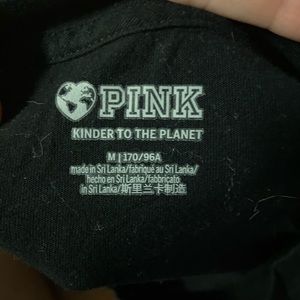 PINK
KINDER TO THE PLANET
M | 170/96A
made in Sri Lanka/fabriqué au Sri Lanka/
hecho en Sri Lanka/fabbricato
in Sri Lanka/斯里兰卡制造